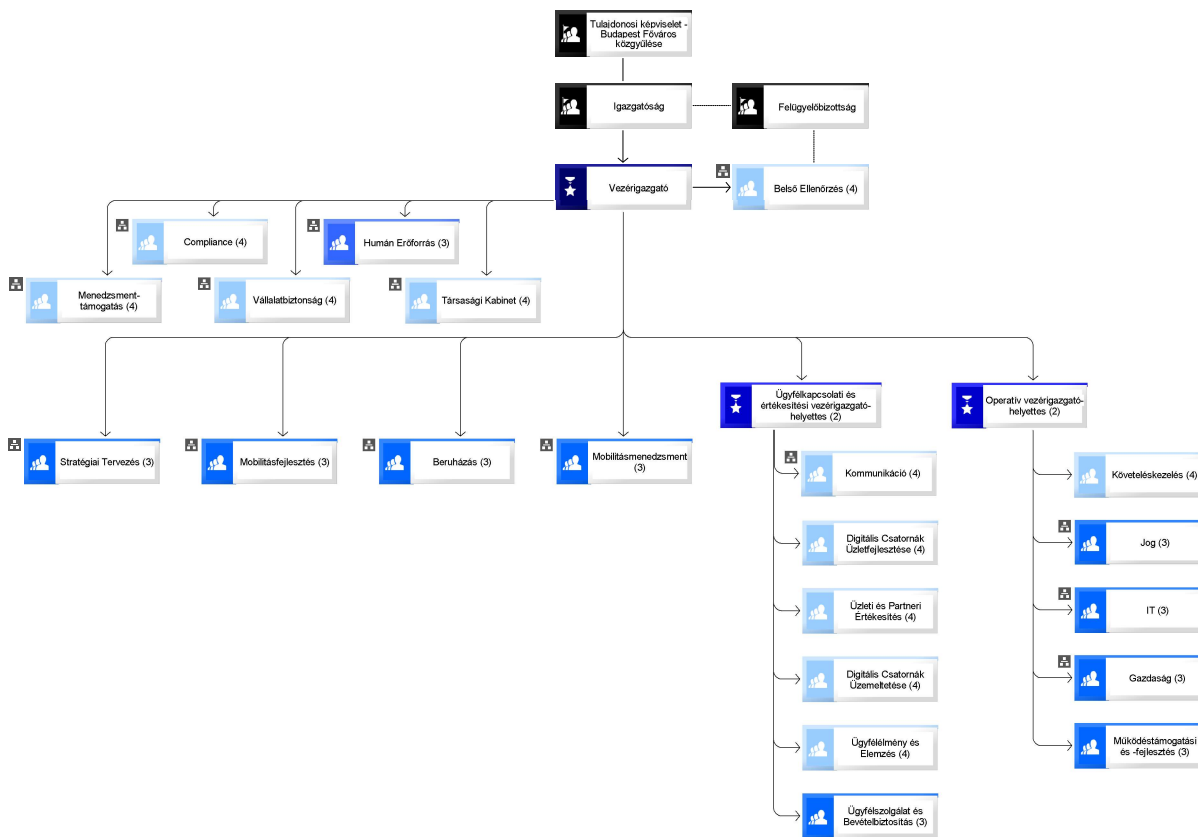 Tulajdonosi képviselet -
Budapest Főváros
közgyűlése
Igazgatóság
Felügyelőbizottság
Vezérigazgató
Belső Ellenőrzés (4)
Compliance (4)
Humán Erőforrás (3)
Menedzsment-
támogatás (4)
Vállalatbiztonság (4)
Társasági Kabinet (4)
Ügyfélkapcsolati és
értékesítési vezérigazgató-
helyettes (2)
Operatív vezérigazgató-
helyettes (2)
Stratégiai Tervezés (3)
Mobilitásfejlesztés (3)
Beruházás (3)
Mobilitásmenedzsment
(3)
Kommunikáció (4)
Követeléskezelés (4)
Digitális Csatornák
Üzletfejlesztése (4)
Jog (3)
Üzleti és Partneri
Értékesítés (4)
IT (3)
Digitális Csatornák
Üzemeltetése (4)
Gazdaság (3)
Ügyfélélmény és
Elemzés (4)
Működéstámogatási
és -fejlesztés (3)
Ügyfélszolgálat és
Bevételbiztosítás (3)